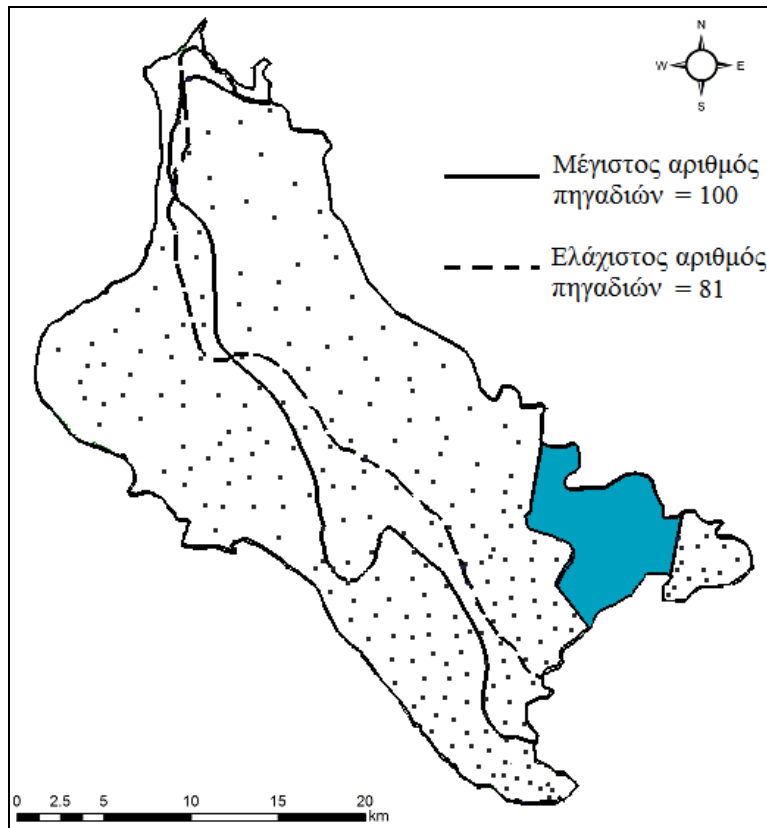 N
W E
S
Μέγιστος αριθμός
πηγαδιών = 100
Ελάχιστος αριθμός
πηγαδιών = 81
0 2.5 5 10 15 20
km